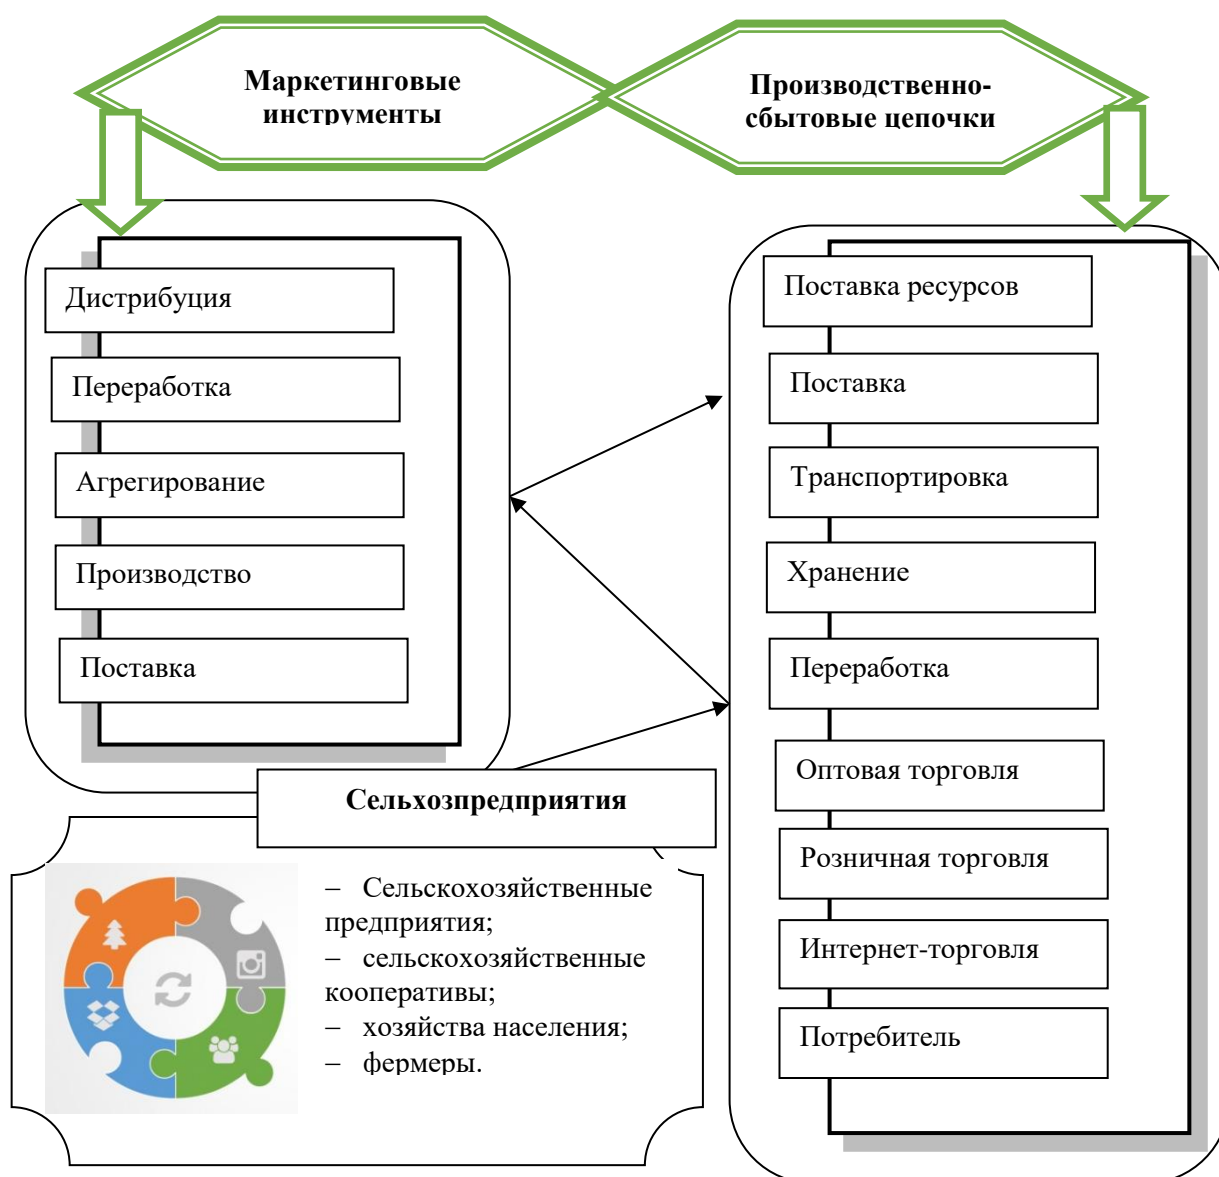 Маркетинговые
инструменты
Производственно-
сбытовые цепочки
Дистрибуция
Переработка
Агрегирование
Производство
Поставка
Поставка ресурсов
Поставка
Транспортировка
Хранение
Переработка
Оптовая торговля
Розничная торговля
Интернет-торговля
Потребитель
Сельхозпредприятия
– Сельскохозяйственные
предприятия;
– сельскохозяйственные
кооперативы;
– хозяйства населения;
– фермеры.